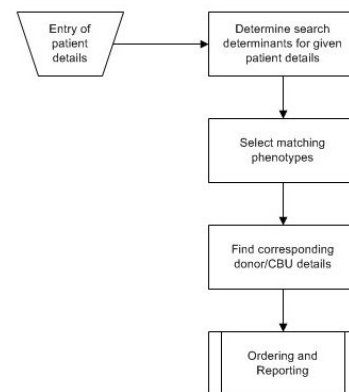 Entry of
patient
details
Determine search
determinants for given
patient details
Select matching
phenotypes
Find corresponding
donor/CBU details
Ordering and
Reporting